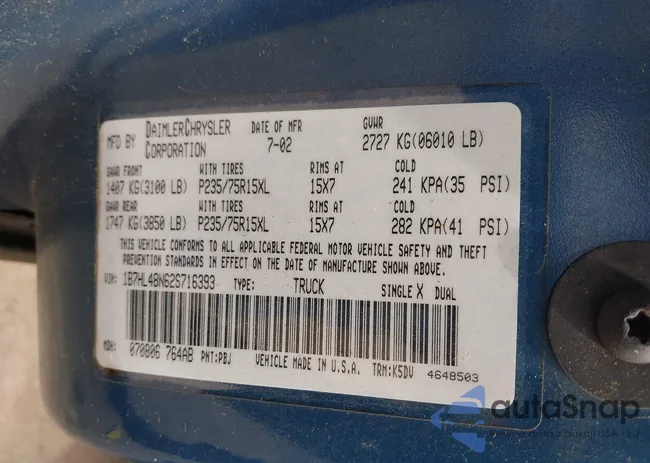 MFD BY DAIMLERCHRYSLER CORPORATION DATE OF MFR 7-02 GVWR 2727 KG(06010 LB)
GAWR FRONT WITH TIRES RIMS AT COLD
1407 KG(3100 LB) P235/75R15XL 15X7 241 KPA(35 PSI)
GAWR REAR WITH TIRES RIMS AT COLD
1747 KG(3850 LB) P235/75R15XL 15X7 282 KPA(41 PSI)
THIS VEHICLE CONFORMS TO ALL APPLICABLE FEDERAL MOTOR VEHICLE SAFETY AND THEFT
PREVENTION STANDARDS IN EFFECT ON THE DATE OF MANUFACTURE SHOWN ABOVE.
VIN: 1B7HL48N62S716393 TYPE: TRUCK SINGLE X DUAL
MDH: 070806 764AB PNT:PBJ VEHICLE MADE IN U.S.A. TRM:K5DV 4648503
autaSnap